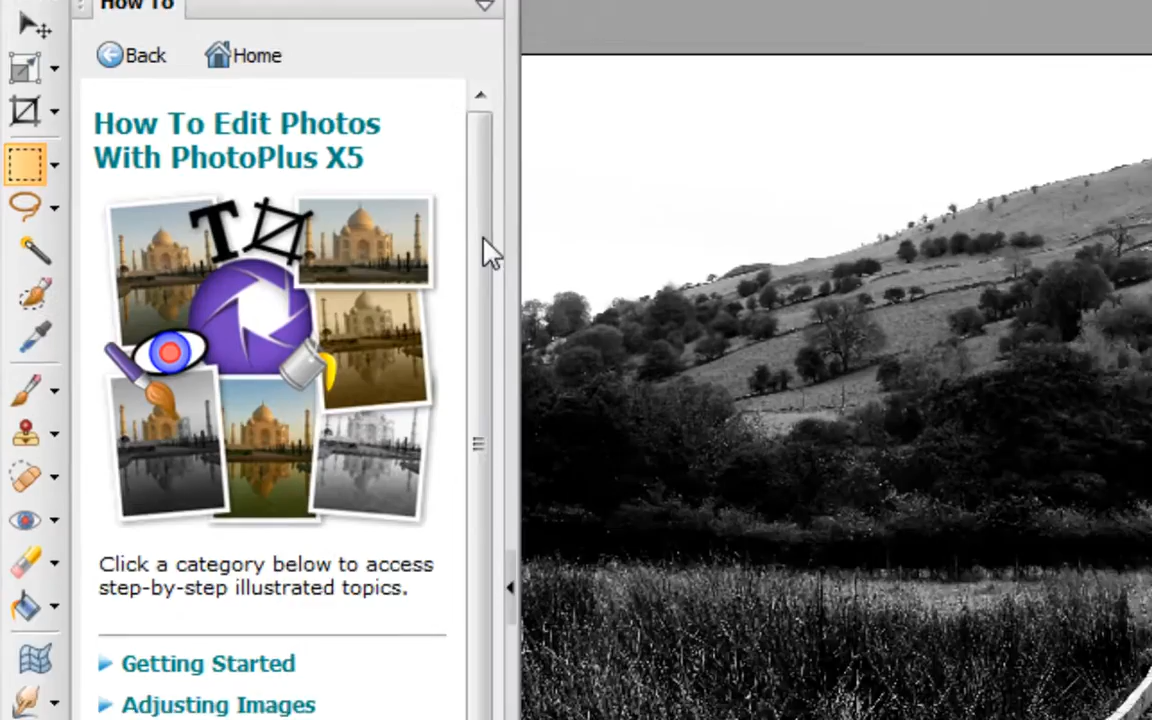 How To
Back
Home
How To Edit Photos
With PhotoPlus X5
T
Click a category below to access
step-by-step illustrated topics.
Getting Started
Adjusting Images